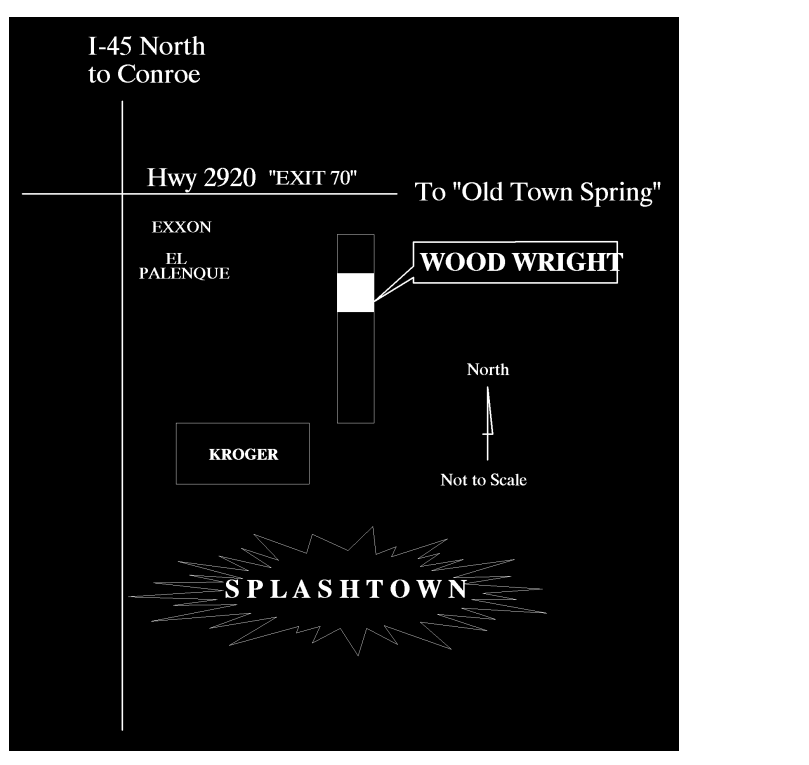 I-45 North
to Conroe
Hwy 2920 "EXIT 70"
To "Old Town Spring"
EXXON
EL
PALENQUE
WOOD WRIGHT
North
Not to Scale
KROGER
SPLASHTOWN